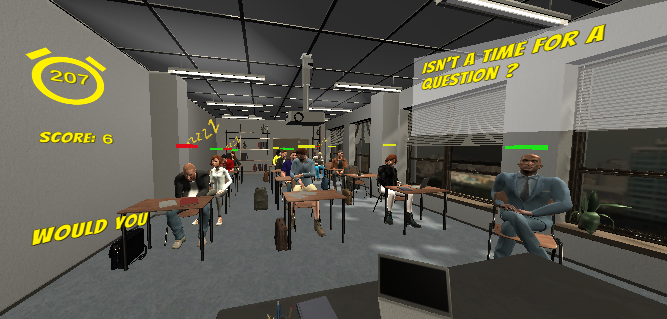 207
SCORE: 6
WOULD YOU
ZZZZ
ISN'T A TIME FOR A
QUESTION ?